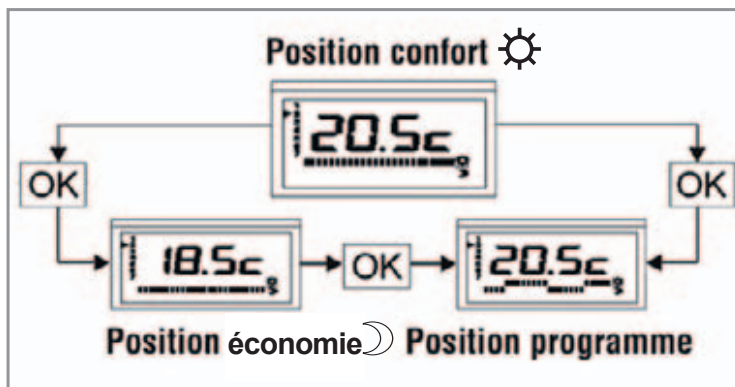 Position confort
20.5c
OK
OK
18.5c
OK
20.5c
Position économie
Position programme